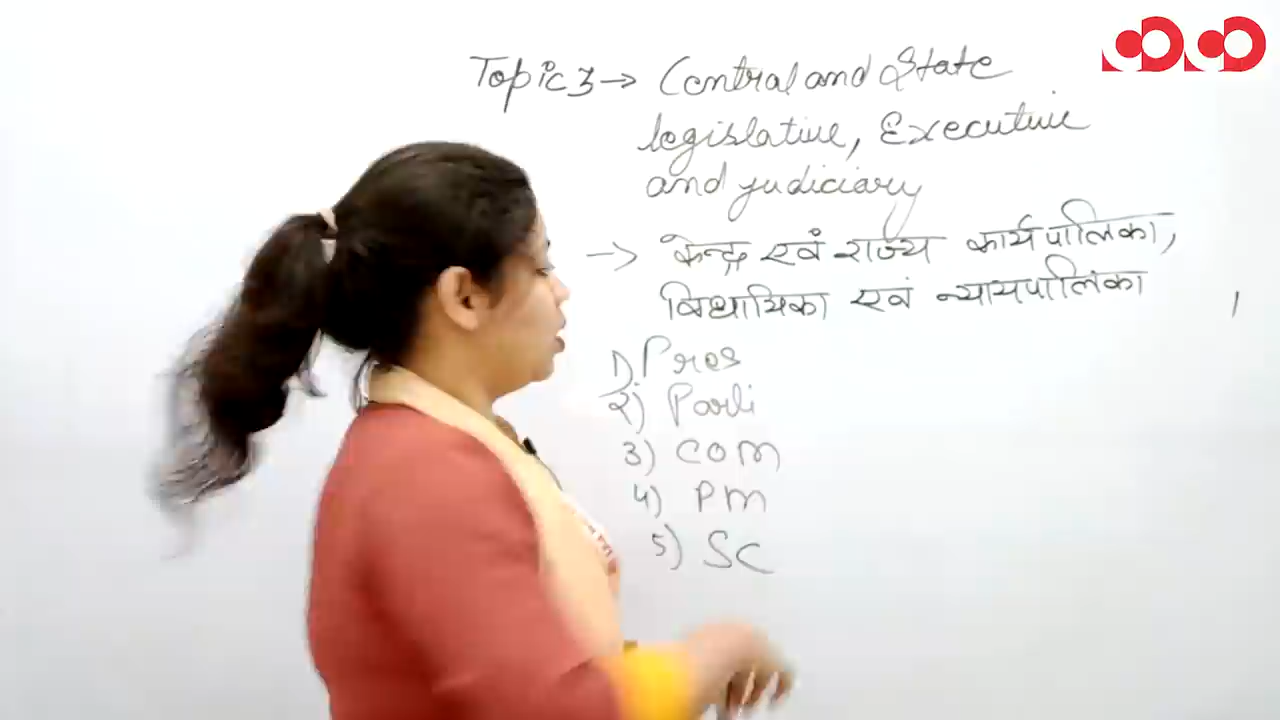 Topic 3 → Central and State
legislative, Executive
and judiciary
→ केन्द्र एवं राज्य कार्यपालिका,
विधायिका एवं न्यायपालिका
1) Pres
2) Parli
3) COM
4) PM
5) SC